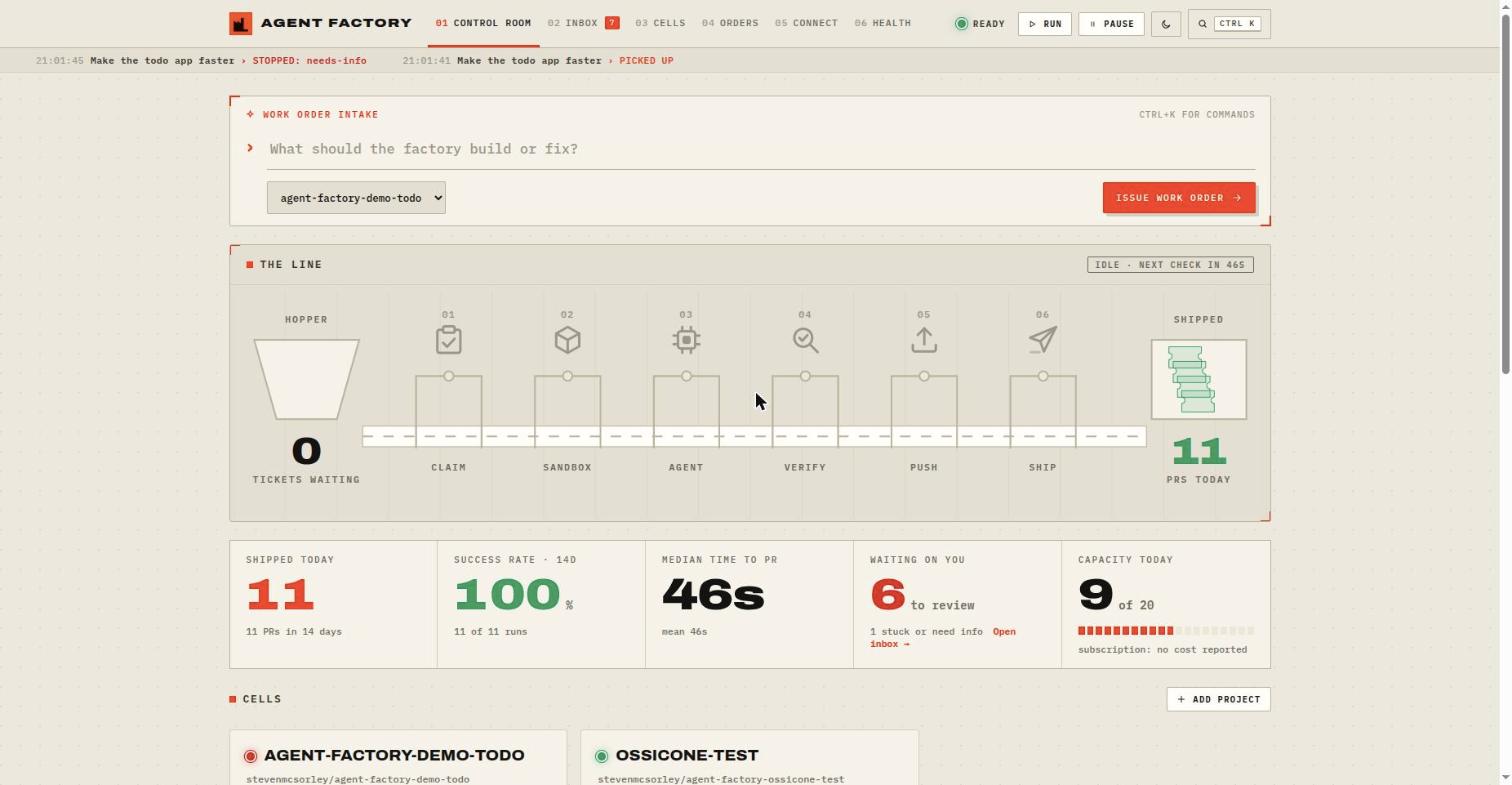 AGENT FACTORY
01 CONTROL ROOM
02 INBOX 7
03 CELLS
04 ORDERS
05 CONNECT
06 HEALTH
READY
RUN
PAUSE
CTRL K
21:01:45 Make the todo app faster › STOPPED: needs-info
21:01:41 Make the todo app faster › PICKED UP
WORK ORDER INTAKE
CTRL+K FOR COMMANDS
› What should the factory build or fix?
agent-factory-demo-todo
ISSUE WORK ORDER →
THE LINE
IDLE · NEXT CHECK IN 46S
HOPPER
01
02
03
04
05
06
SHIPPED
0
TICKETS WAITING
CLAIM
SANDBOX
AGENT
VERIFY
PUSH
SHIP
11
PRS TODAY
SHIPPED TODAY
11
11 PRs in 14 days
SUCCESS RATE · 14D
100 %
11 of 11 runs
MEDIAN TIME TO PR
46s
mean 46s
WAITING ON YOU
6 to review
1 stuck or need info Open
inbox →
CAPACITY TODAY
9 of 20
subscription: no cost reported
CELLS
+ ADD PROJECT
AGENT-FACTORY-DEMO-TODO
stevenmcsorley/agent-factory-demo-todo
OSSICONE-TEST
stevenmcsorley/agent-factory-ossicone-test